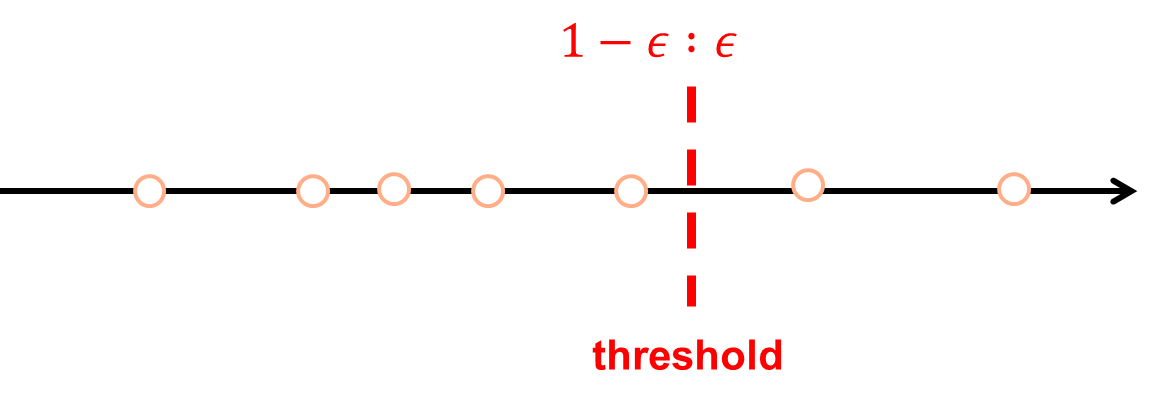 1 − ϵ : ϵ
threshold